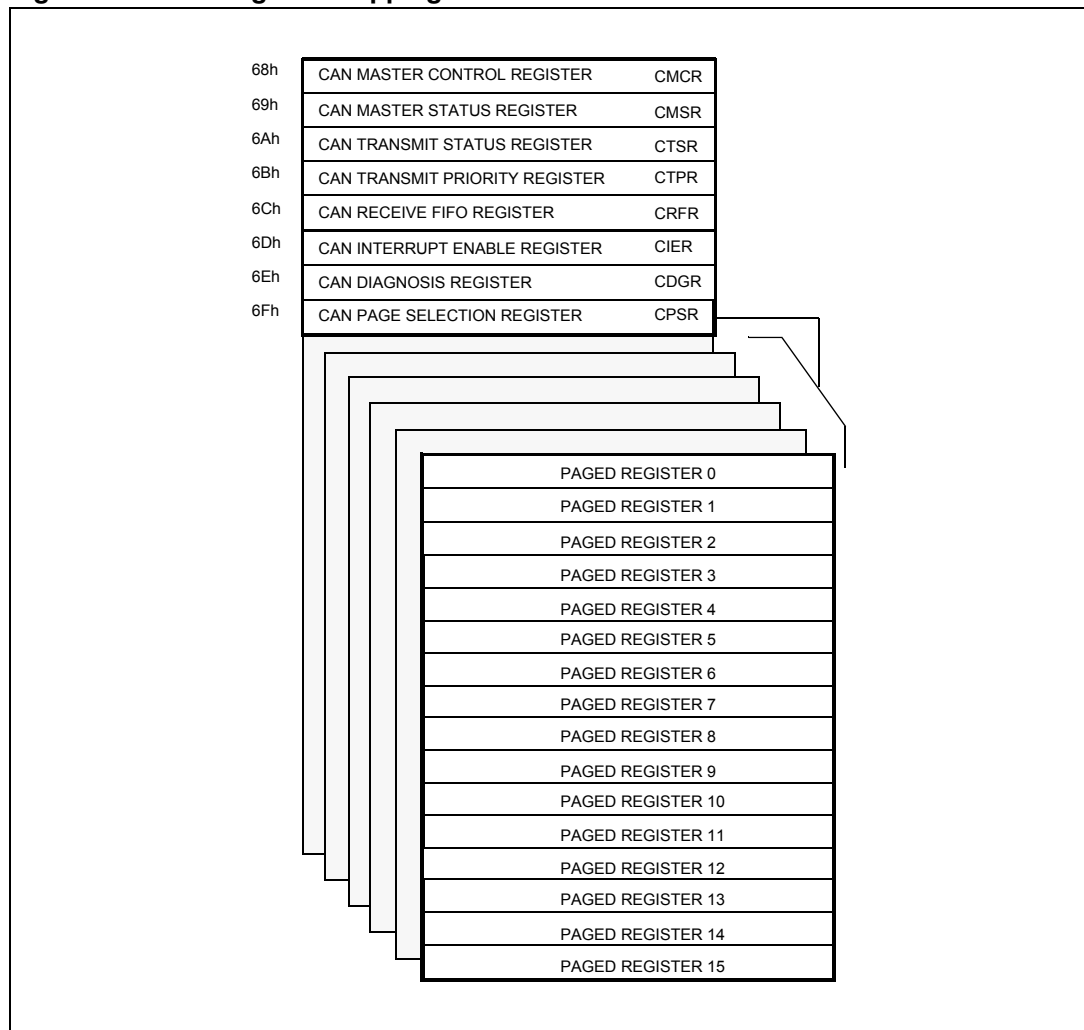 68h CAN MASTER CONTROL REGISTER CMCR
69h CAN MASTER STATUS REGISTER CMSR
6Ah CAN TRANSMIT STATUS REGISTER CTSR
6Bh CAN TRANSMIT PRIORITY REGISTER CTPR
6Ch CAN RECEIVE FIFO REGISTER CRFR
6Dh CAN INTERRUPT ENABLE REGISTER CIER
6Eh CAN DIAGNOSIS REGISTER CDGR
6Fh CAN PAGE SELECTION REGISTER CPSR
PAGED REGISTER 0
PAGED REGISTER 1
PAGED REGISTER 2
PAGED REGISTER 3
PAGED REGISTER 4
PAGED REGISTER 5
PAGED REGISTER 6
PAGED REGISTER 7
PAGED REGISTER 8
PAGED REGISTER 9
PAGED REGISTER 10
PAGED REGISTER 11
PAGED REGISTER 12
PAGED REGISTER 13
PAGED REGISTER 14
PAGED REGISTER 15